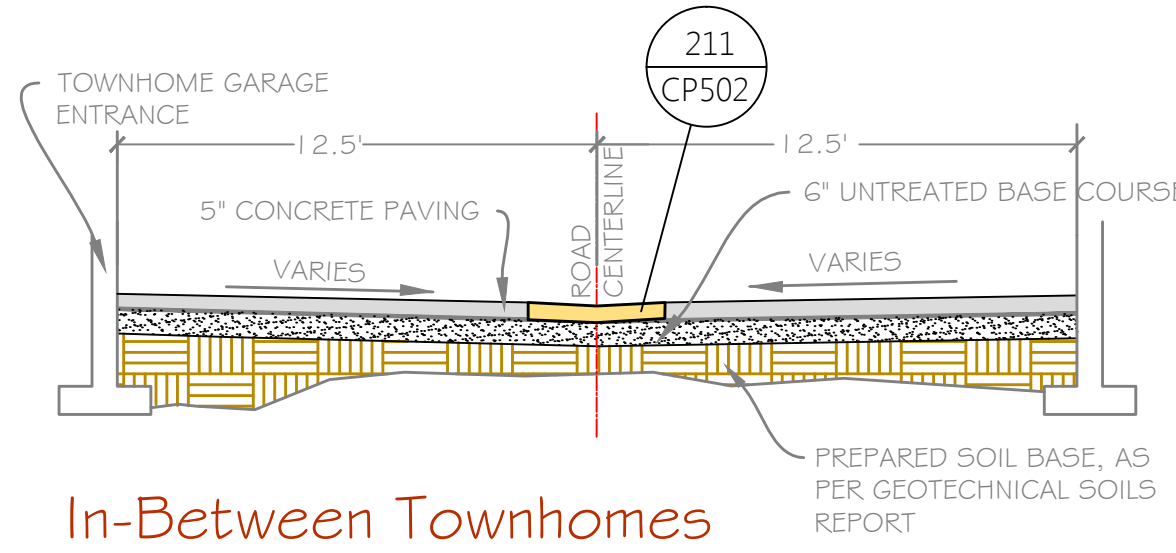 211
CP502
TOWNHOME GARAGE
ENTRANCE
12.5'
12.5'
ROAD
CENTERLINE
6" UNTREATED BASE COURSE
5" CONCRETE PAVING
VARIES
VARIES
PREPARED SOIL BASE, AS
PER GEOTECHNICAL SOILS
REPORT
In-Between Townhomes